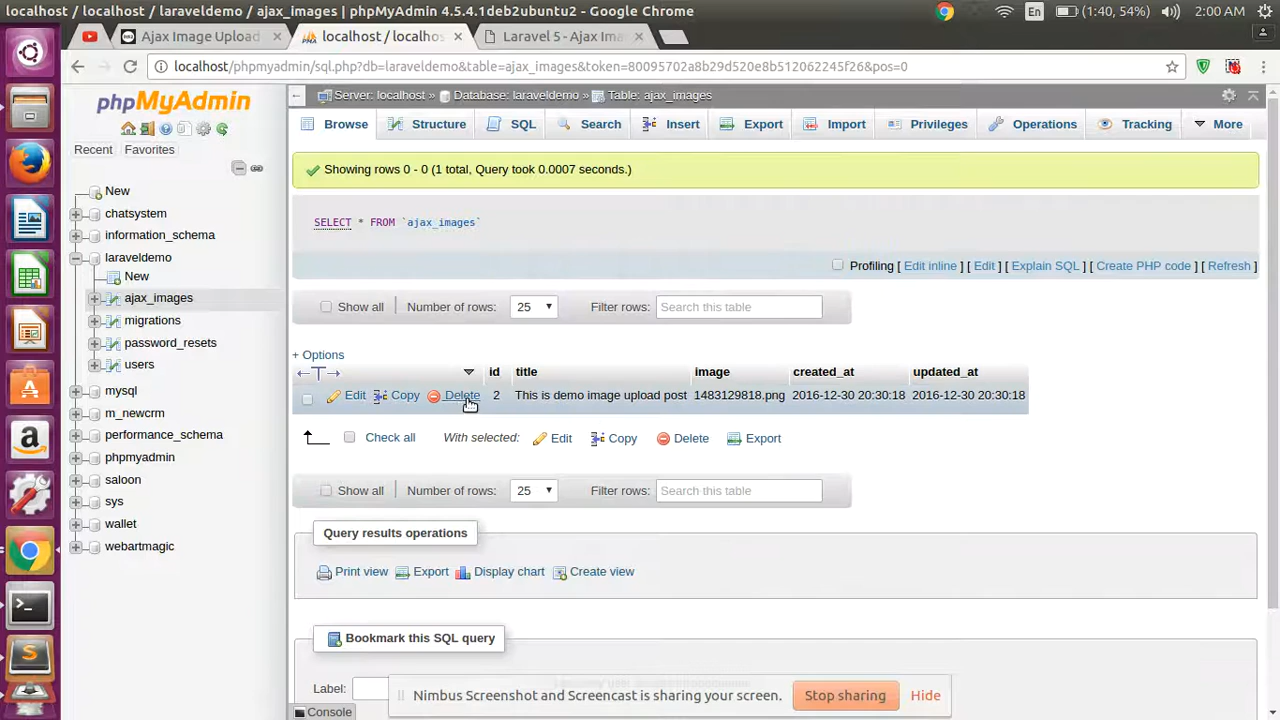 localhost / localhost / laraveldemo / ajax_images | phpMyAdmin 4.5.4.1deb2ubuntu2 - Google Chrome
En (1:40, 54%) 2:00 AM
Ajax Image Upload
localhost / localho
Laravel 5 - Ajax Ima
localhost/phpmyadmin/sql.php?db=laraveldemo&table=ajax_images&token=80095702a8b29d520e8b512062245f26&pos=0
phpMyAdmin
Recent Favorites
New
chatsystem
information_schema
laraveldemo
New
ajax_images
migrations
password_resets
users
mysql
m_newcrm
performance_schema
phpmyadmin
saloon
sys
wallet
webartmagic
Server: localhost » Database: laraveldemo » Table: ajax_images
Browse Structure SQL Search Insert Export Import Privileges Operations Tracking More
Showing rows 0 - 0 (1 total, Query took 0.0007 seconds.)
SELECT * FROM `ajax_images`
Profiling [ Edit inline ] [ Edit ] [ Explain SQL ] [ Create PHP code ] [ Refresh ]
Show all Number of rows: 25 Filter rows: Search this table
+ Options
id title image created_at updated_at
Edit Copy Delete 2 This is demo image upload post 1483129818.png 2016-12-30 20:30:18 2016-12-30 20:30:18
Check all With selected: Edit Copy Delete Export
Show all Number of rows: 25 Filter rows: Search this table
Query results operations
Print view Export Display chart Create view
Bookmark this SQL query
Label:
Nimbus Screenshot and Screencast is sharing your screen. Stop sharing Hide
Console